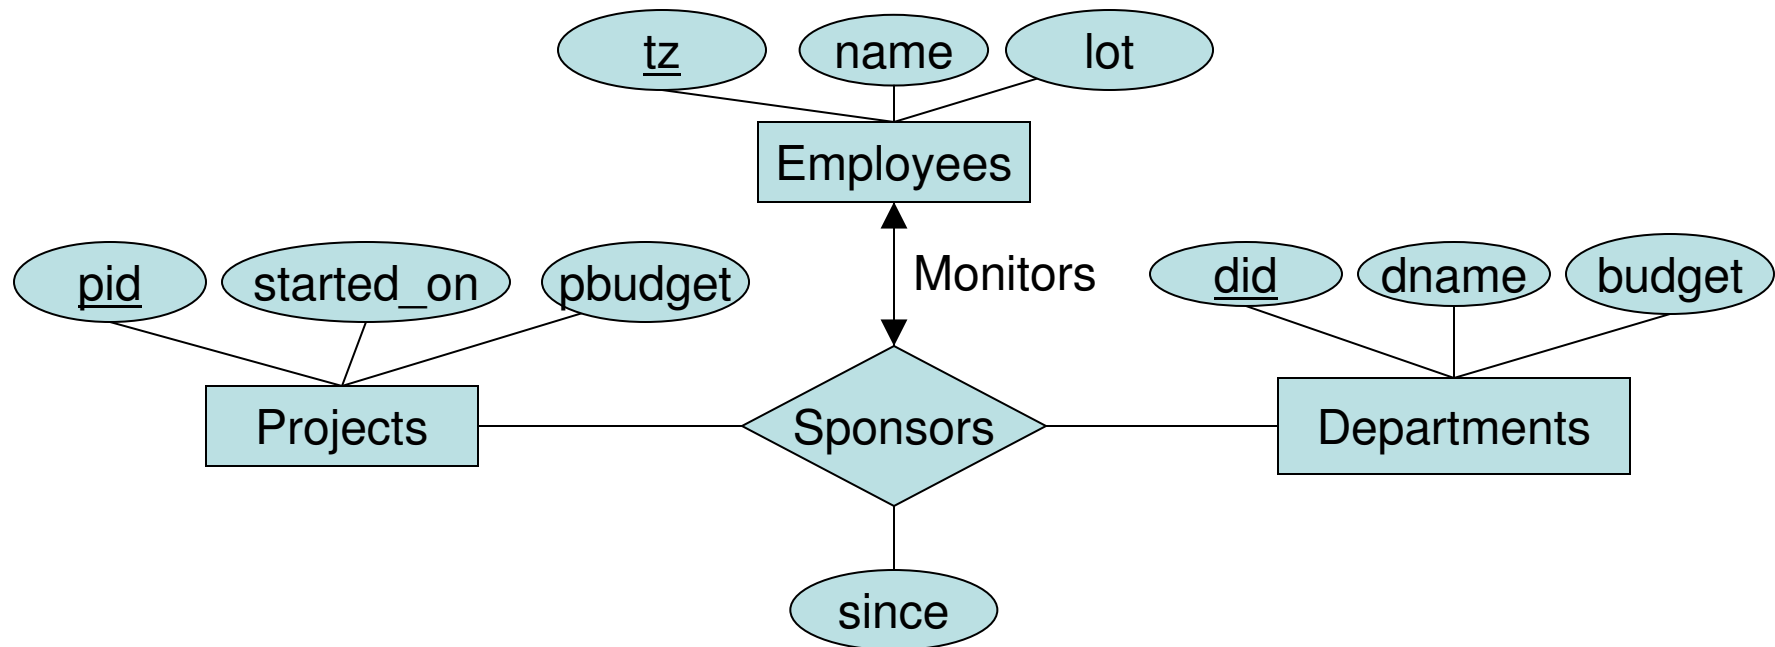 tz
name
lot
Employees
Monitors
pid
started_on
pbudget
did
dname
budget
Projects
Sponsors
Departments
since